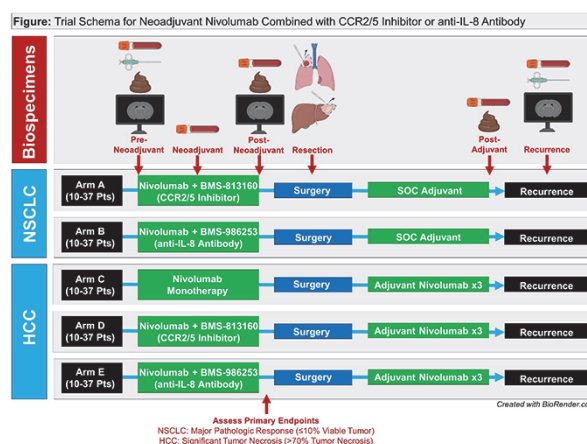 Figure: Trial Schema for Neoadjuvant Nivolumab Combined with CCR2/5 Inhibitor or anti-IL-8 Antibody
Biospecimens
Pre-
Neoadjuvant
Neoadjuvant
Post-
Neoadjuvant
Resection
Post-
Adjuvant
Recurrence
NSCLC
Arm A
(10-37 Pts)
Nivolumab + BMS-813160
(CCR2/5 Inhibitor)
Surgery
SOC Adjuvant
Recurrence
Arm B
(10-37 Pts)
Nivolumab + BMS-986253
(anti-IL-8 Antibody)
Surgery
SOC Adjuvant
Recurrence
HCC
Arm C
(10-37 Pts)
Nivolumab
Monotherapy
Surgery
Adjuvant Nivolumab x3
Recurrence
Arm D
(10-37 Pts)
Nivolumab + BMS-813160
(CCR2/5 Inhibitor)
Surgery
Adjuvant Nivolumab x3
Recurrence
Arm E
(10-37 Pts)
Nivolumab + BMS-986253
(anti-IL-8 Antibody)
Surgery
Adjuvant Nivolumab x3
Recurrence
Created with BioRender.co
Assess Primary Endpoints
NSCLC: Major Pathologic Response (≤10% Viable Tumor)
HCC: Significant Tumor Necrosis (>70% Tumor Necrosis)